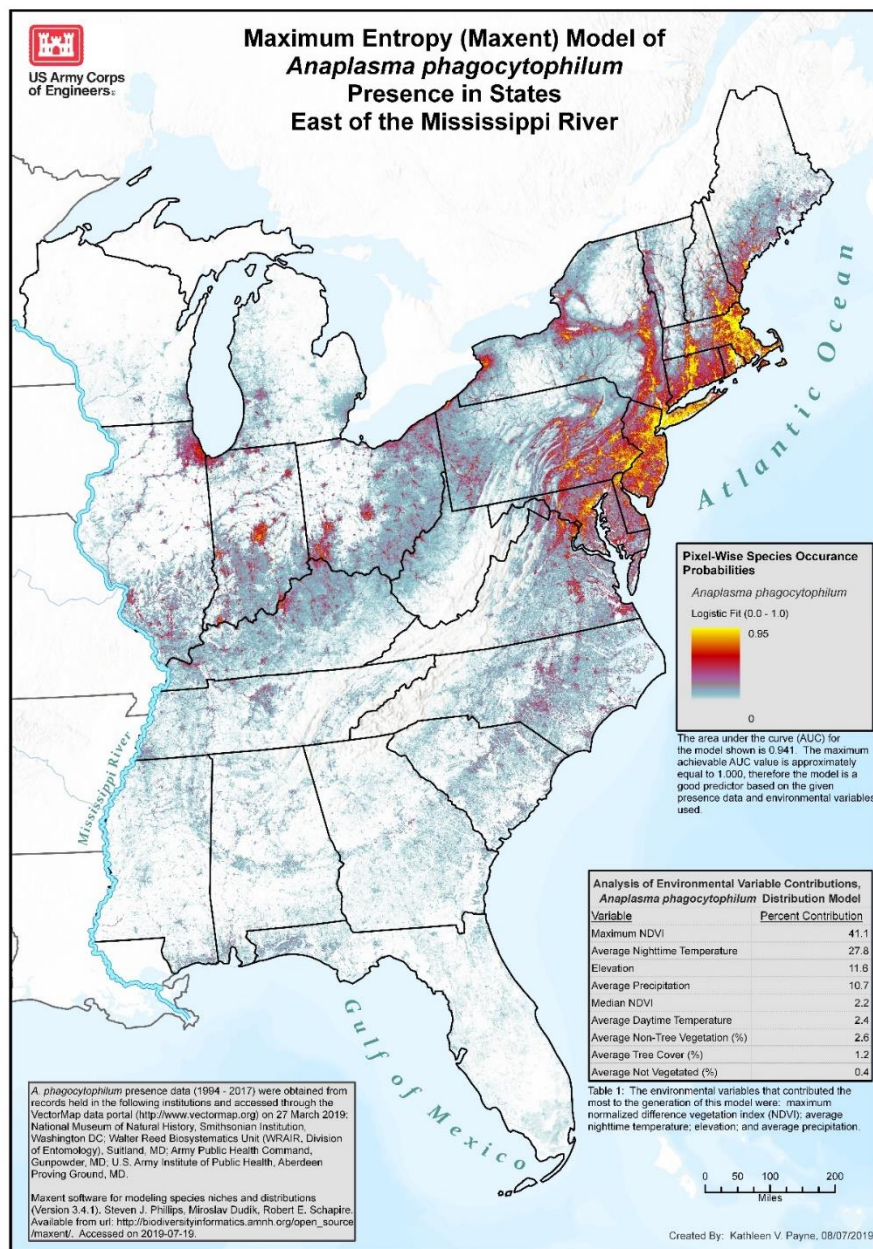 US Army Corps
of Engineers®
Maximum Entropy (Maxent) Model of
Anaplasma phagocytophilum
Presence in States
East of the Mississippi River
Atlantic Ocean
Pixel-Wise Species Occurance
Probabilities
Anaplasma phagocytophilum
Logistic Fit (0.0 - 1.0)
0.95
0
The area under the curve (AUC) for
the model shown is 0.941. The maximum
achievable AUC value is approximately
equal to 1.000, therefore the model is a
good predictor based on the given
presence data and environmental variables
used.
Mississippi River
Gulf of Mexico
Analysis of Environmental Variable Contributions,
Anaplasma phagocytophilum Distribution Model
Variable Percent Contribution
Maximum NDVI 41.1
Average Nighttime Temperature 27.8
Elevation 11.6
Average Precipitation 10.7
Median NDVI 2.2
Average Daytime Temperature 2.4
Average Non-Tree Vegetation (%) 2.6
Average Tree Cover (%) 1.2
Average Not Vegetated (%) 0.4
Table 1: The environmental variables that contributed the
most to the generation of this model were: maximum
normalized difference vegetation index (NDVI); average
nighttime temperature; elevation; and average precipitation.
A. phagocytophilum presence data (1994 - 2017) were obtained from
records held in the following institutions and accessed through the
VectorMap data portal (http://www.vectormap.org) on 27 March 2019:
National Museum of Natural History, Smithsonian Institution,
Washington DC; Walter Reed Biosystematics Unit (WRAIR, Division
of Entomology), Suitland, MD; Army Public Health Command,
Gunpowder, MD; U.S. Army Institute of Public Health, Aberdeen
Proving Ground, MD.
Maxent software for modeling species niches and distributions
(Version 3.4.1). Steven J. Phillips, Miroslav Dudík, Robert E. Schapire.
Available from url: http://biodiversityinformatics.amnh.org/open_source
/maxent/. Accessed on 2019-07-19.
0 50 100 200
Miles
Created By: Kathleen V. Payne, 08/07/2019